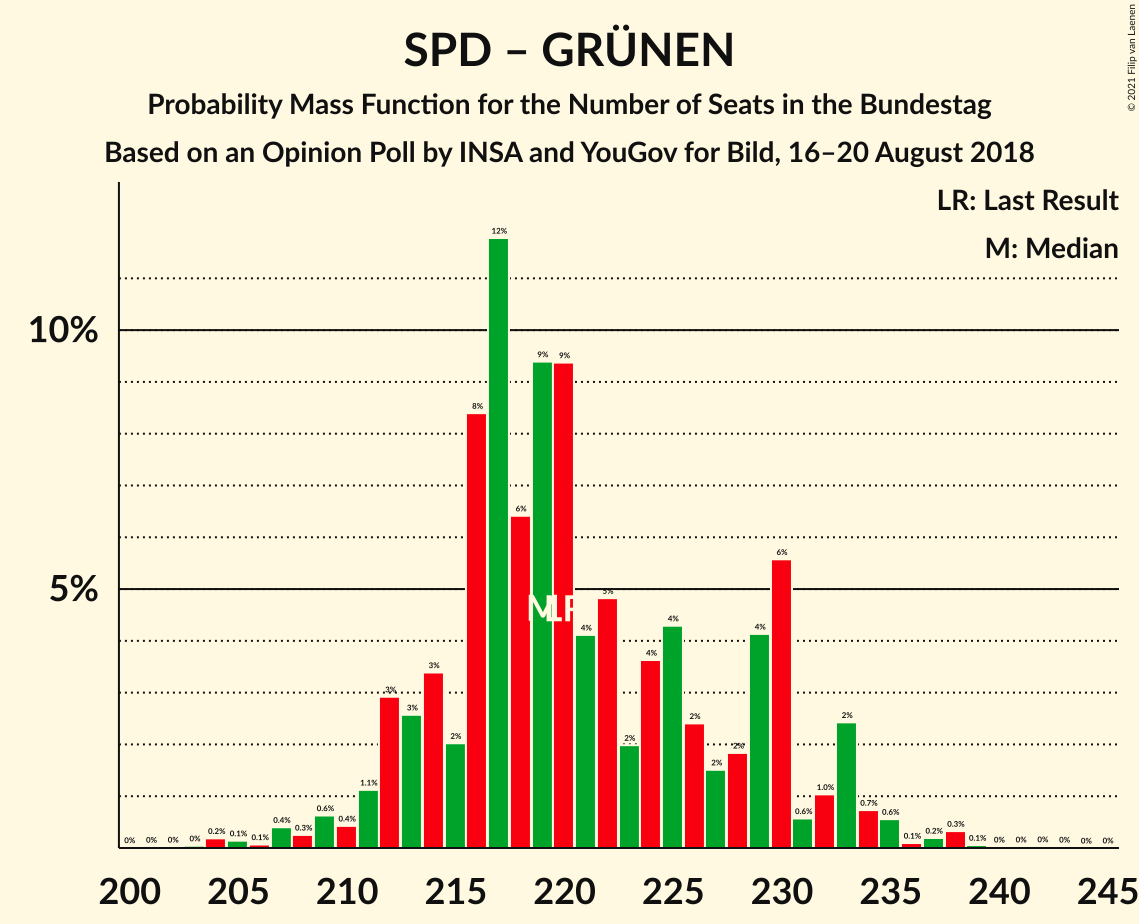 SPD – GRÜNEN
Probability Mass Function for the Number of Seats in the Bundestag
Based on an Opinion Poll by INSA and YouGov for Bild, 16–20 August 2018
© 2021 Filip van Laenen
LR: Last Result
M: Median
10%
5%
0% 0% 0% 0% 0.2% 0.1% 0.1% 0.4% 0.3% 0.6% 0.4% 1.1% 3% 3% 3% 2% 8% 12% 6% 9% 9% 4% 5% 2% 4% 4% 2% 2% 2% 4% 6% 0.6% 1.0% 2% 0.7% 0.6% 0.1% 0.2% 0.3% 0.1% 0% 0% 0% 0% 0% 0%
M LR
200 205 210 215 220 225 230 235 240 245